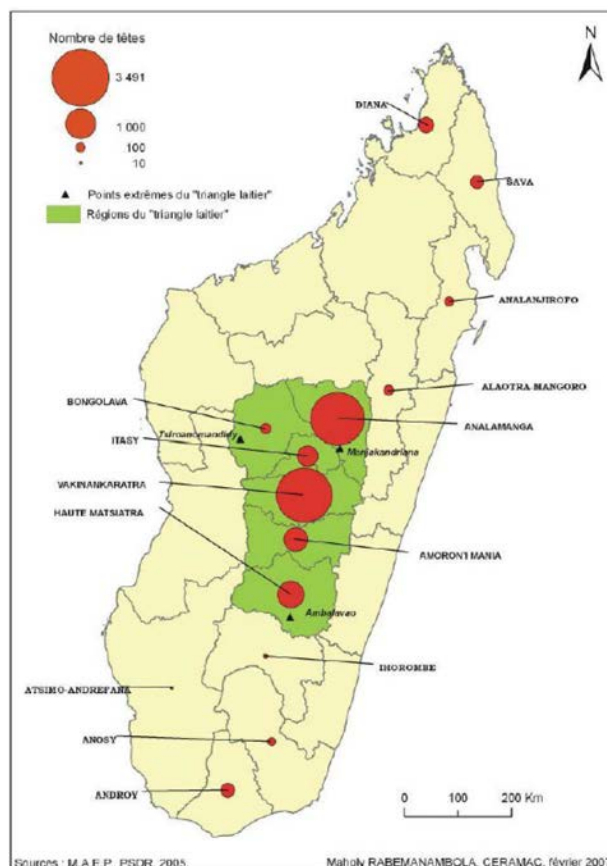 Nombre de têtes
3 491
1 000
100
10
Points extrêmes du "triangle laitier"
Régions du "triangle laitier"
N
DIANA
SAVA
ANALANJIROFO
ALAOTRA-MANGORO
BONGOLAVA
ANALAMANGA
Tsiroanomandidy
ITASY
Manjakandriana
VAKINANKARATRA
HAUTE MATSIATRA
AMORON'I MANIA
Ambalavao
IHOROMBE
ATSIMO-ANDREFANA
ANOSY
ANDROY
0 100 200 Km
Sources : M.A.E.P., PSDR, 2005
Maholy RABEMANAMBOLA, CERAMAC, février 2007